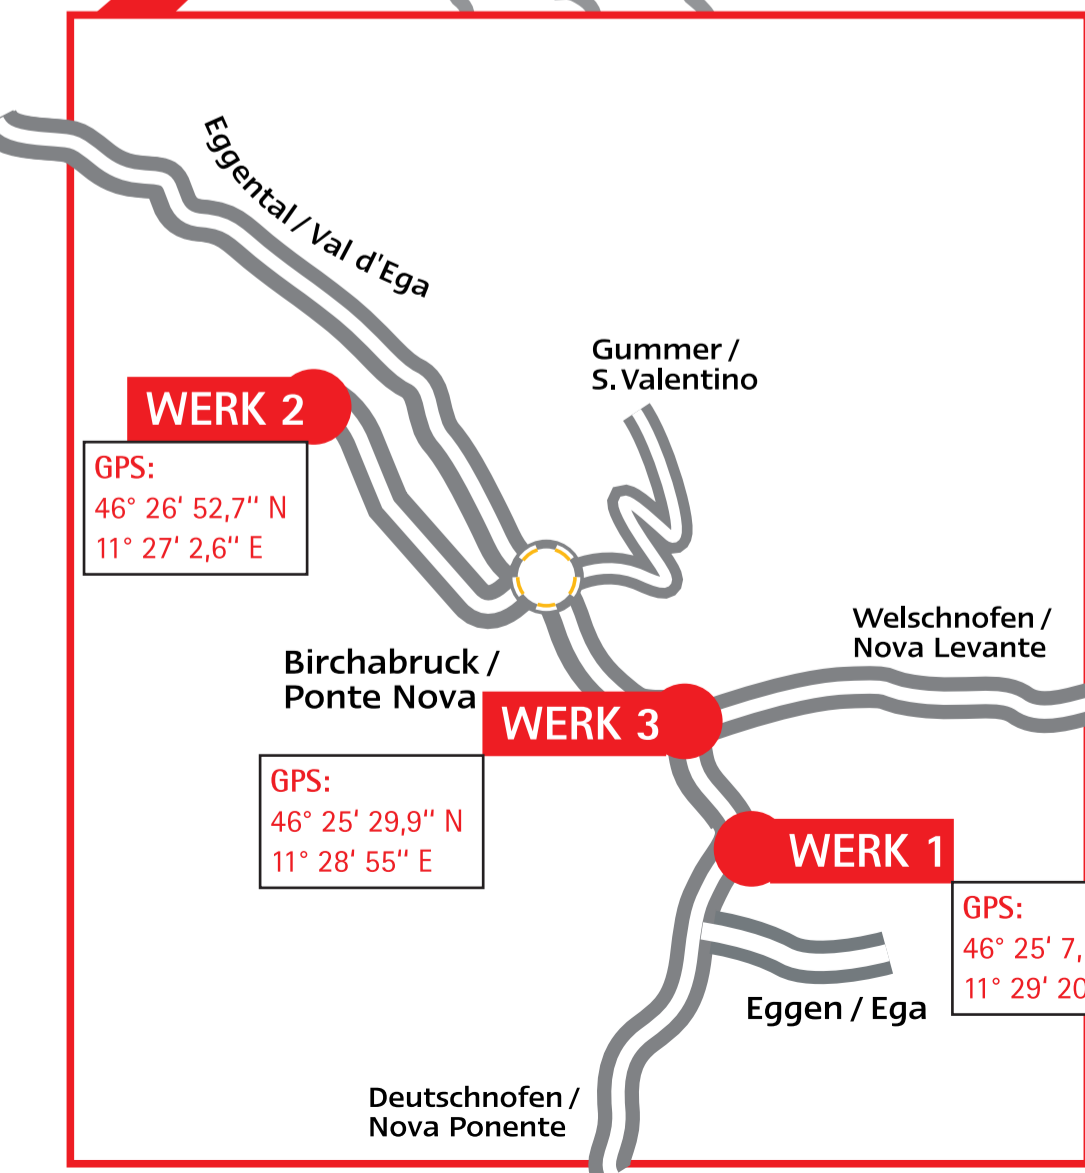 Eggental / Val d'Ega
Gummer /
S. Valentino
WERK 2
GPS:
46° 26' 52,7" N
11° 27' 2,6" E
Welschnofen /
Nova Levante
Birchabruck /
Ponte Nova
WERK 3
GPS:
46° 25' 29,9" N
11° 28' 55" E
WERK 1
GPS:
46° 25' 7,
11° 29' 20
Eggen / Ega
Deutschnofen /
Nova Ponente